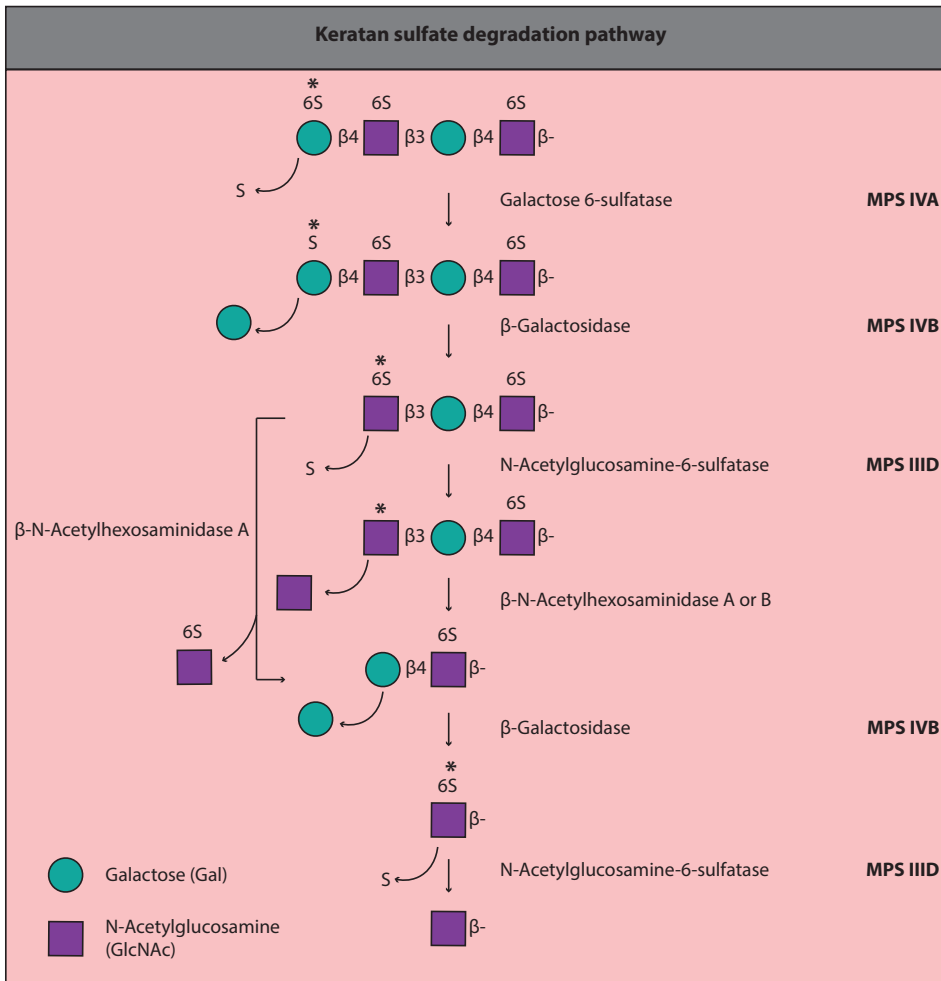 Keratan sulfate degradation pathway
*
6S 6S 6S
β4 β3 β4 β-
S
Galactose 6-sulfatase MPS IVA
*
S 6S 6S
β4 β3 β4 β-
β-Galactosidase MPS IVB
*
6S 6S
β3 β4 β-
S
N-Acetylglucosamine-6-sulfatase MPS IIID
* 6S
β-N-Acetylhexosaminidase A β3 β4 β-
β-N-Acetylhexosaminidase A or B
6S 6S
β4 β-
β-Galactosidase MPS IVB
*
6S
β-
S
N-Acetylglucosamine-6-sulfatase MPS IIID
Galactose (Gal)
β-
N-Acetylglucosamine
(GlcNAc)